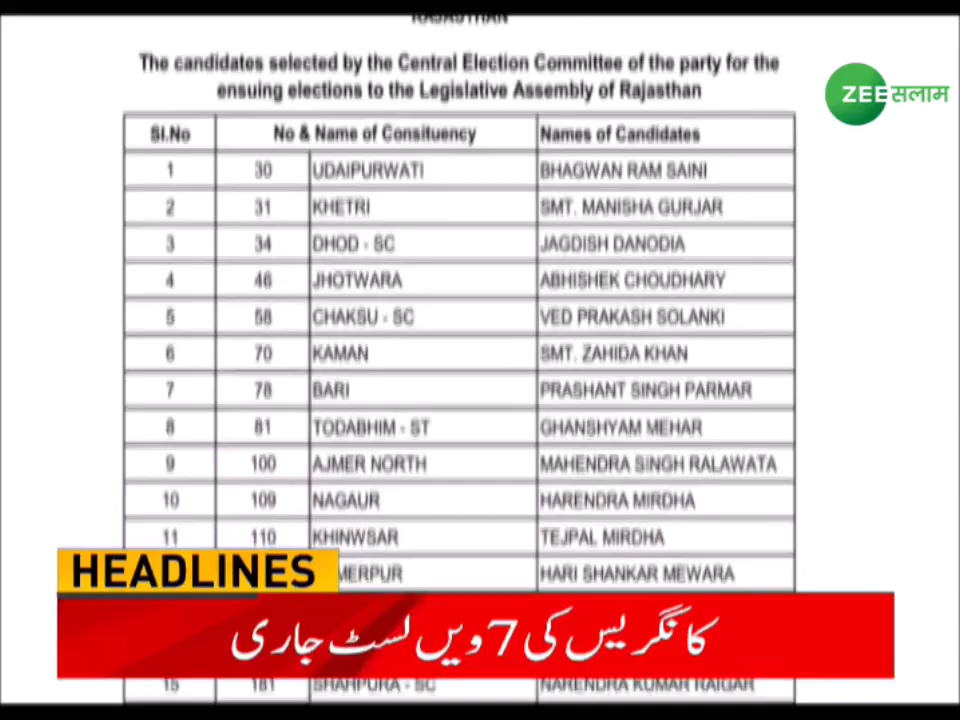 RAJASTHAN
The candidates selected by the Central Election Committee of the party for the
ensuing elections to the Legislative Assembly of Rajasthan
ZEE सलाम
Sl.No No & Name of Consituency Names of Candidates
1 30 UDAIPURWATI BHAGWAN RAM SAINI
2 31 KHETRI SMT. MANISHA GURJAR
3 34 DHOD - SC JAGDISH DANODIA
4 46 JHOTWARA ABHISHEK CHOUDHARY
5 58 CHAKSU - SC VED PRAKASH SOLANKI
6 70 KAMAN SMT. ZAHIDA KHAN
7 78 BARI PRASHANT SINGH PARMAR
8 81 TODABHIM - ST GHANSHYAM MEHAR
9 100 AJMER NORTH MAHENDRA SINGH RALAWATA
10 109 NAGAUR HARENDRA MIRDHA
11 110 KHINWSAR TEJPAL MIRDHA
HARI SHANKAR MEWARA
HEADLINES
کانگریس کی 7 ویں لسٹ جاری
15 181 SHAHPURA - SC NARENDRA KUMAR RAIGAR